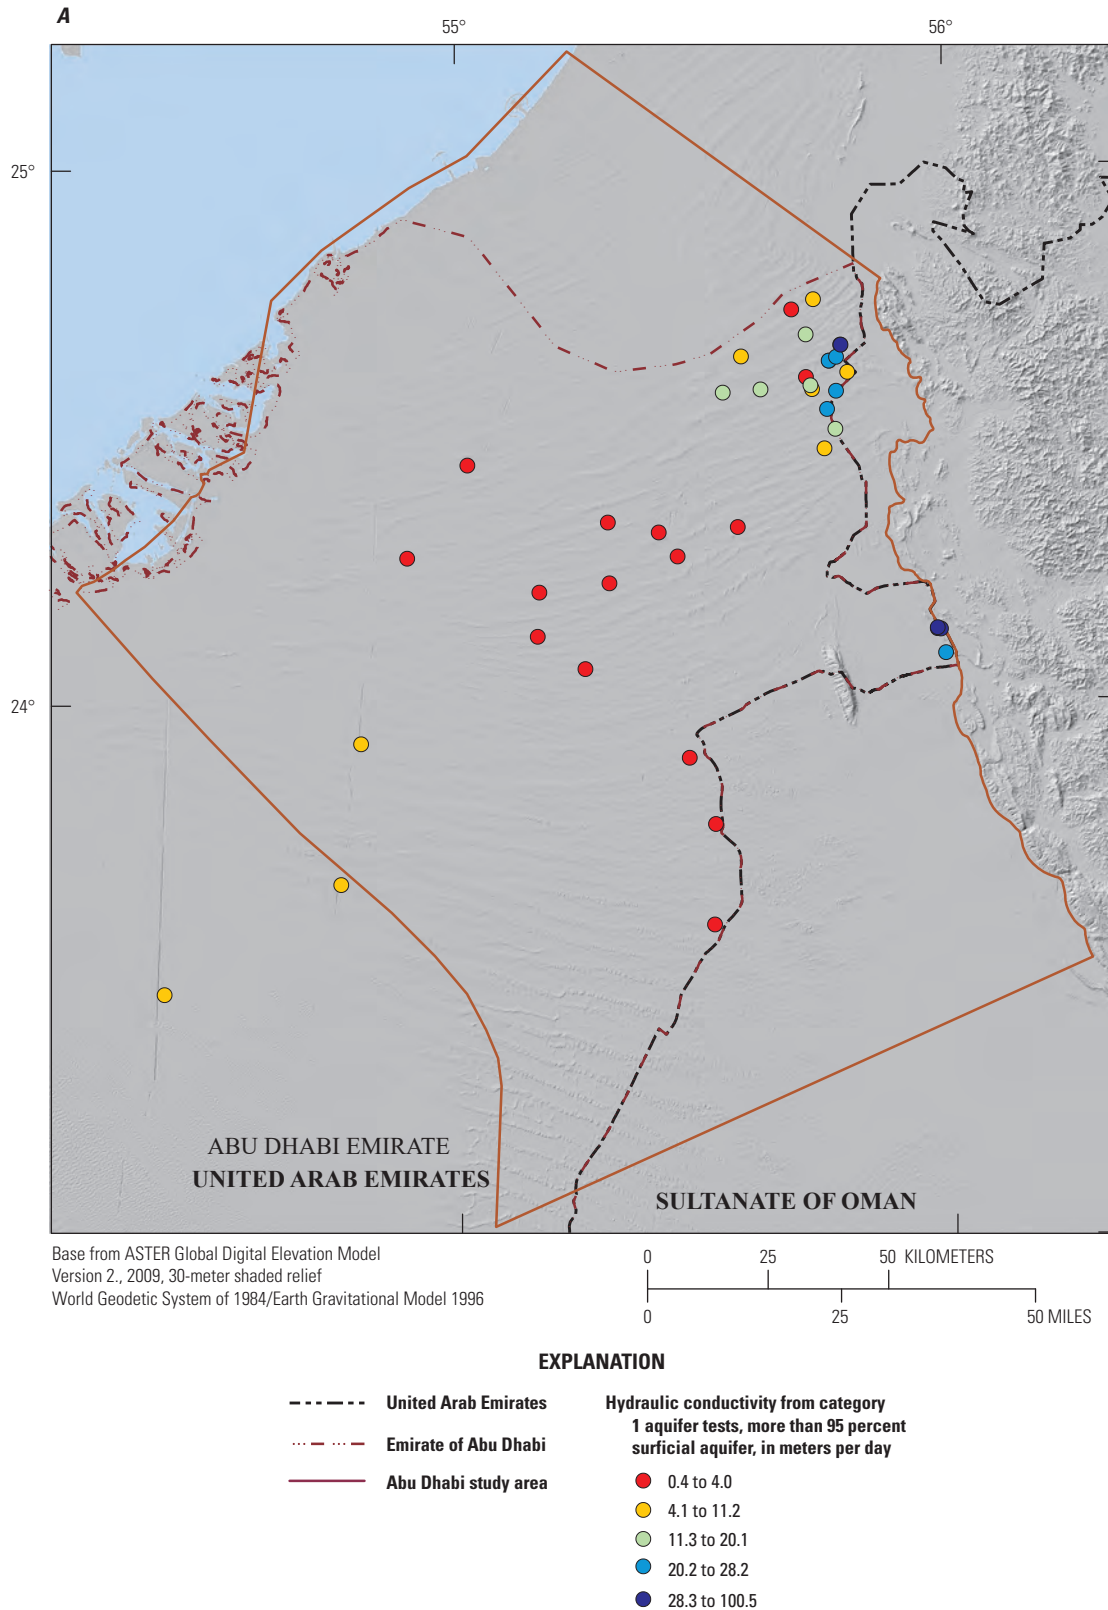 A
55°
56°
25°
24°
ABU DHABI EMIRATE
UNITED ARAB EMIRATES
SULTANATE OF OMAN
Base from ASTER Global Digital Elevation Model
Version 2., 2009, 30-meter shaded relief
World Geodetic System of 1984/Earth Gravitational Model 1996
0 25 50 KILOMETERS
0 25 50 MILES
EXPLANATION
United Arab Emirates
Emirate of Abu Dhabi
Abu Dhabi study area
Hydraulic conductivity from category
1 aquifer tests, more than 95 percent
surficial aquifer, in meters per day
0.4 to 4.0
4.1 to 11.2
11.3 to 20.1
20.2 to 28.2
28.3 to 100.5